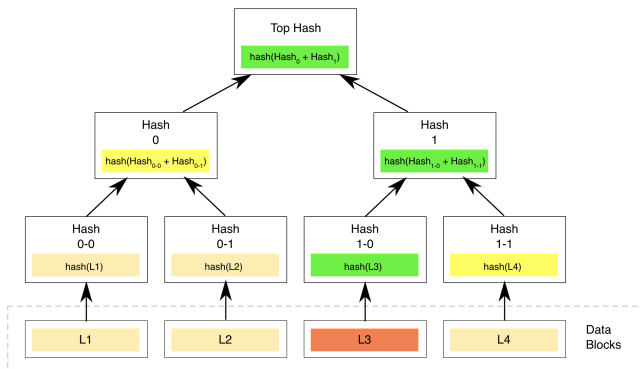 Top Hash
hash(Hash0 + Hash1)
Hash
0
hash(Hash0-0 + Hash0-1)
Hash
1
hash(Hash1-0 + Hash1-1)
Hash
0-0
hash(L1)
Hash
0-1
hash(L2)
Hash
1-0
hash(L3)
Hash
1-1
hash(L4)
L1
L2
L3
L4
Data
Blocks